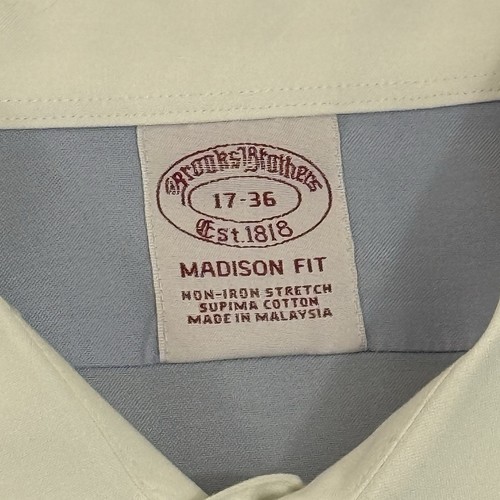 Brooks Brothers
17-36
Est. 1818
MADISON FIT
NON-IRON STRETCH
SUPIMA COTTON
MADE IN MALAYSIA